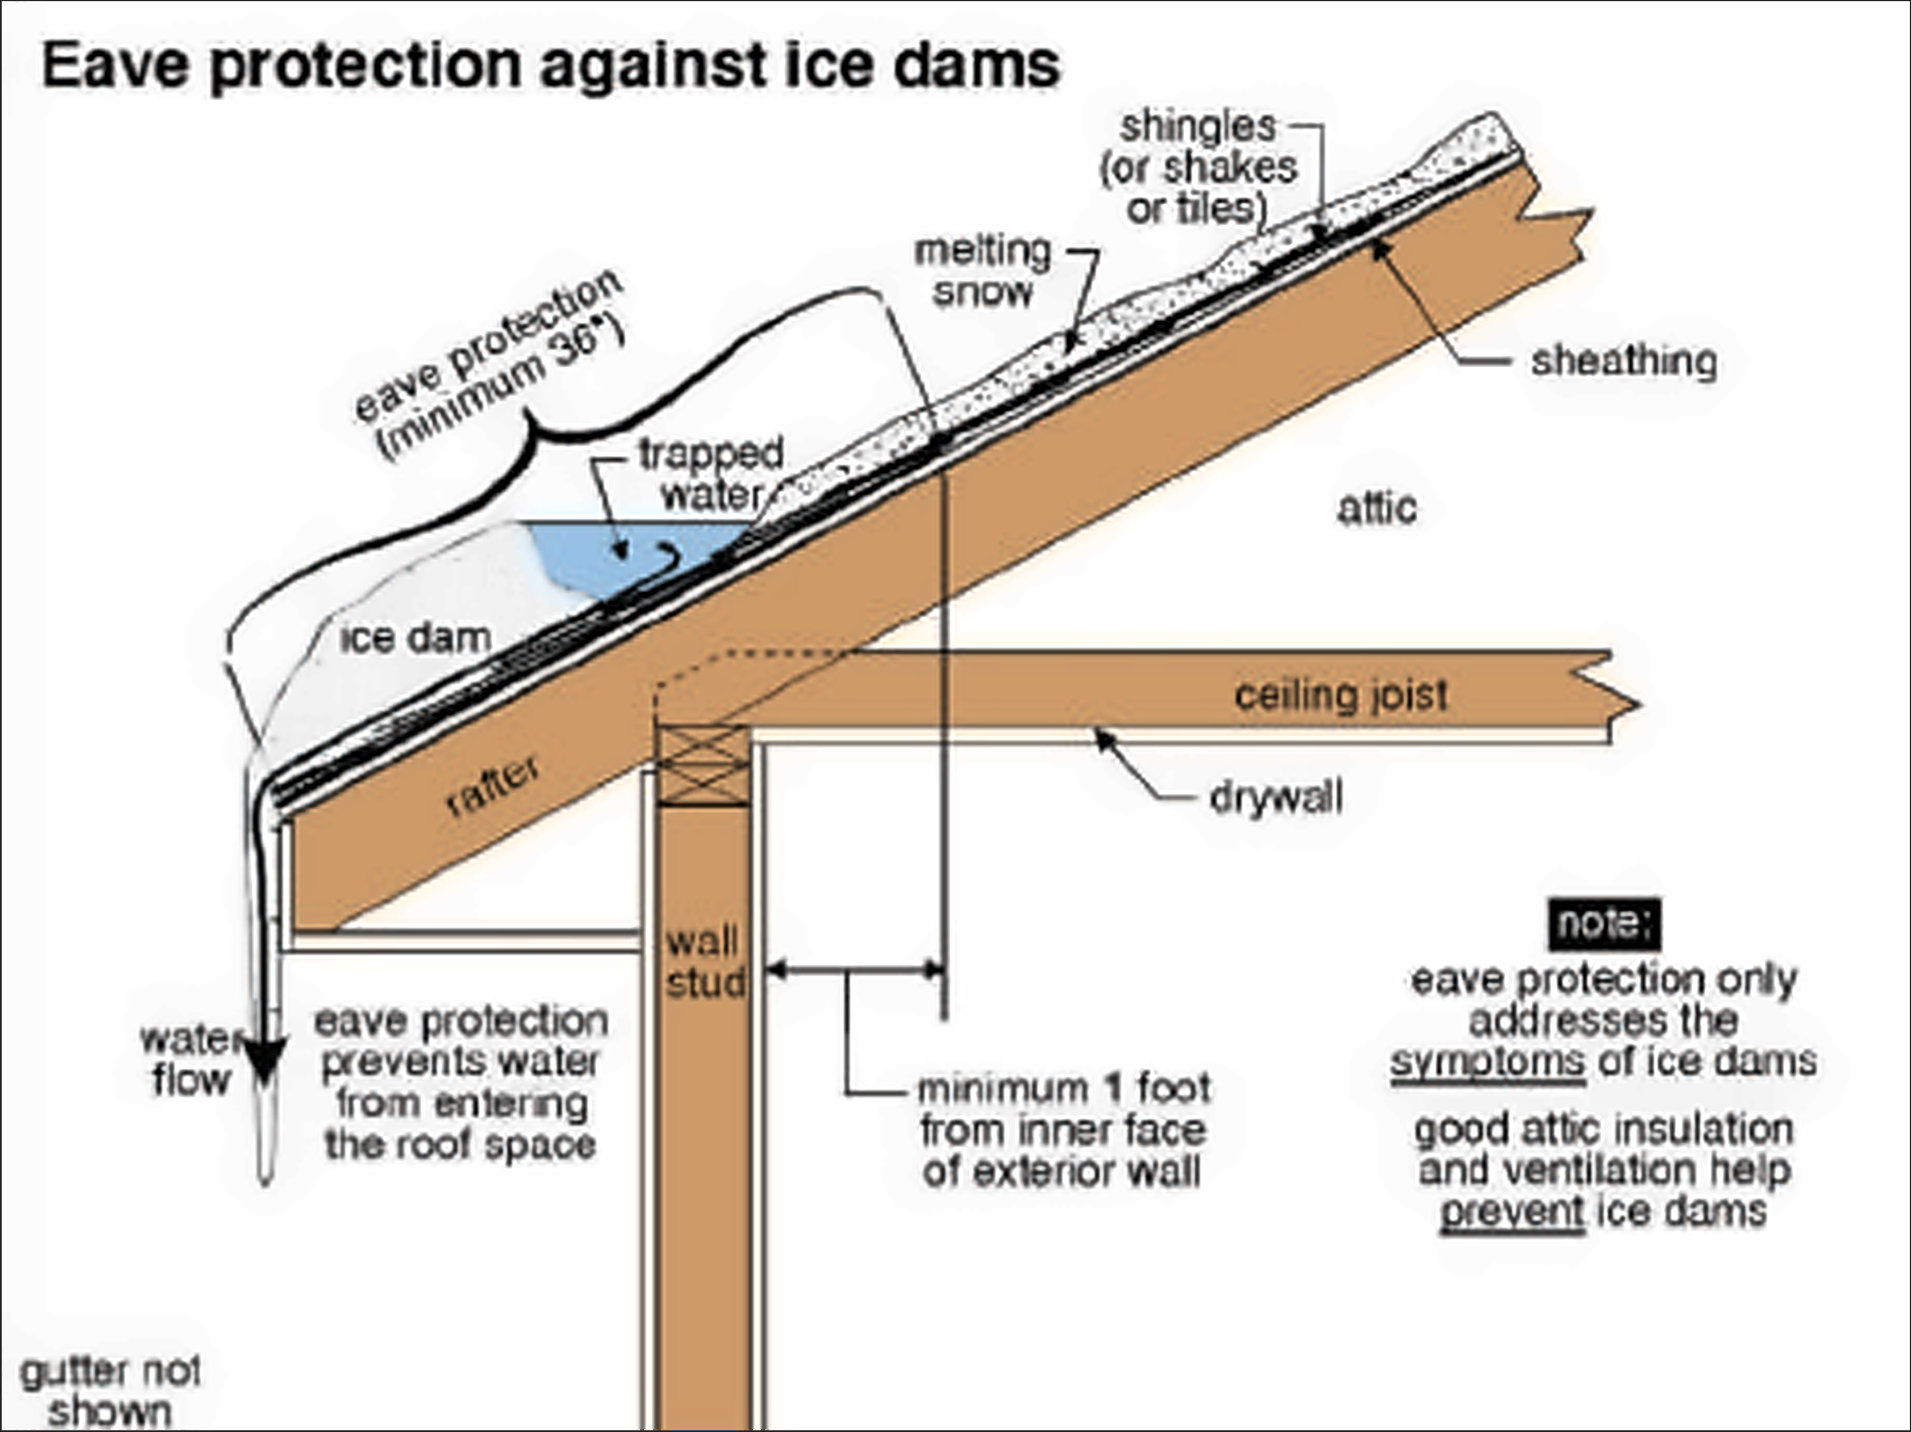 Eave protection against ice dams
shingles
(or shakes
or tiles)
melting
snow
eave protection
(minimum 36")
sheathing
trapped
water
attic
ice dam
ceiling joist
rafter
drywall
wall
stud
note:
eave protection only
addresses the
symptoms of ice dams
good attic insulation
and ventilation help
prevent ice dams
water
flow
eave protection
prevents water
from entering
the roof space
minimum 1 foot
from inner face
of exterior wall
gutter not
shown